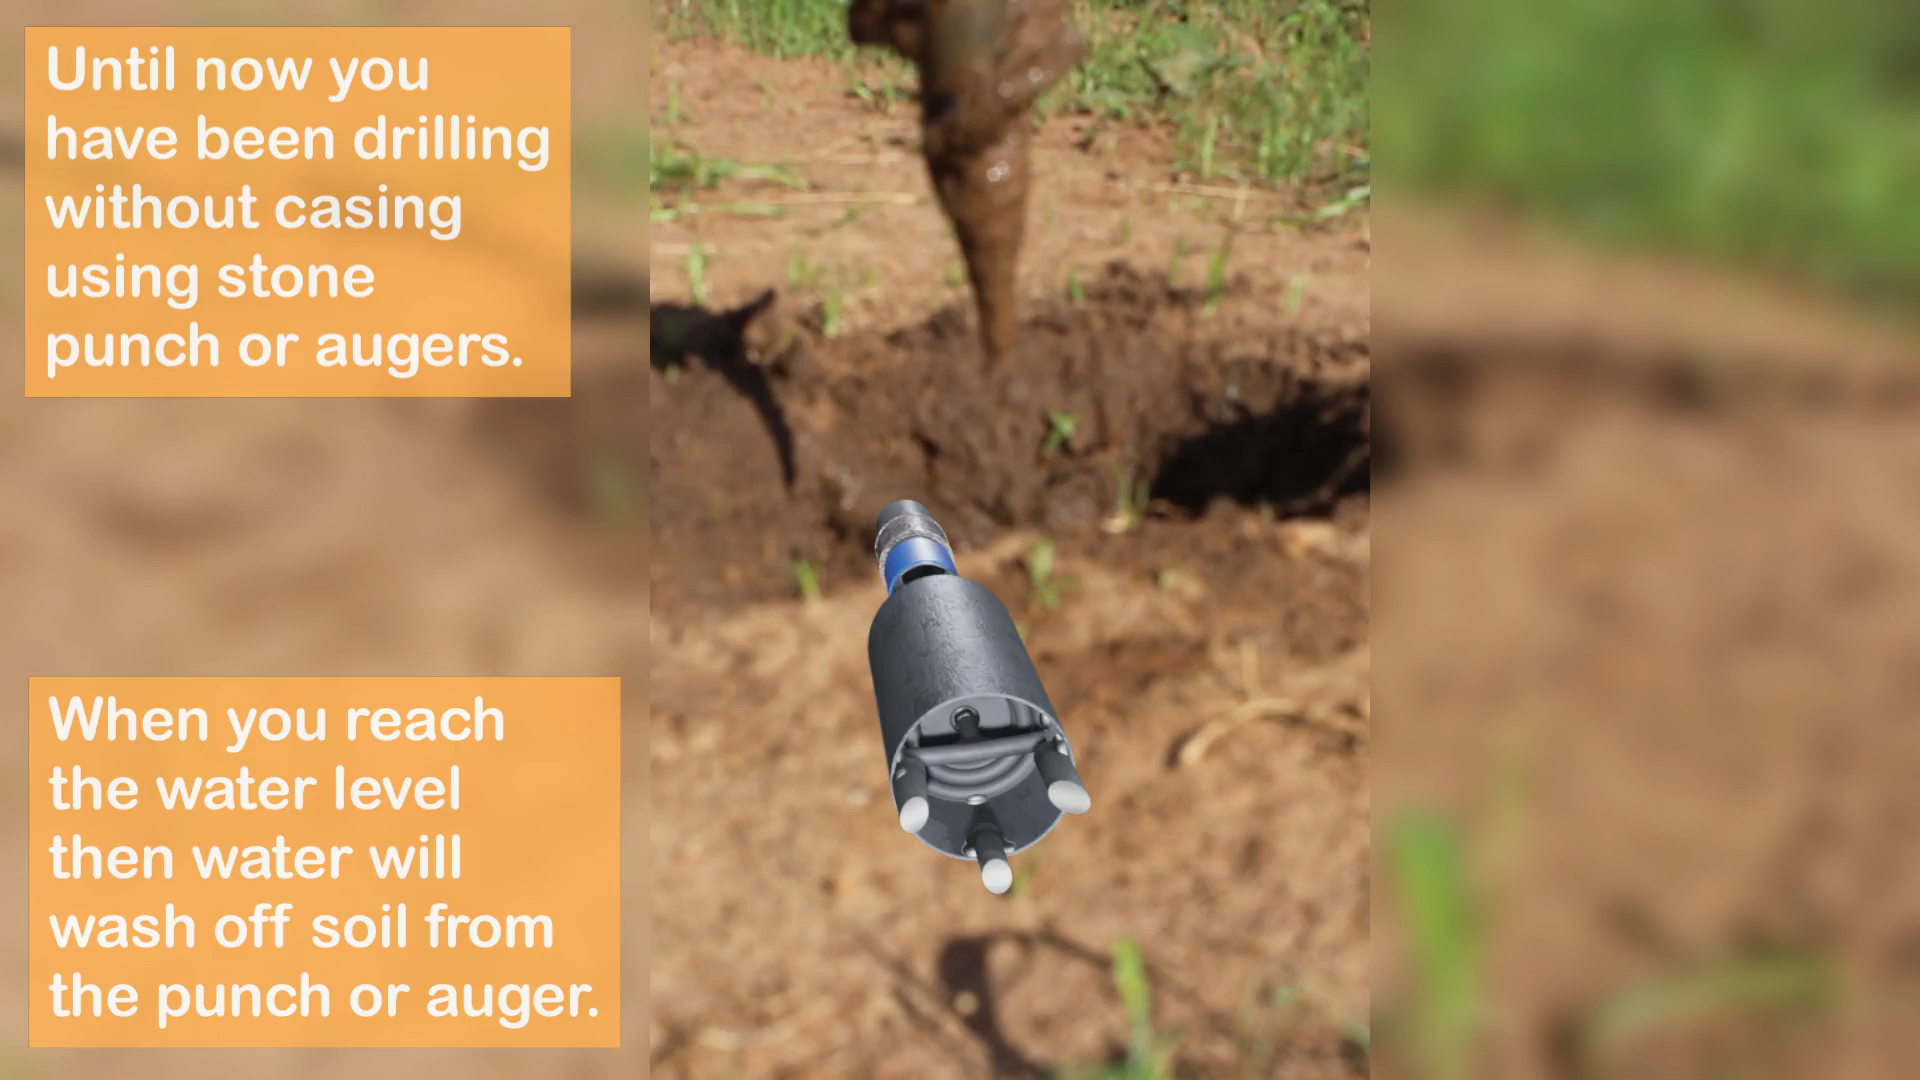 Until now you
have been drilling
without casing
using stone
punch or augers.
When you reach
the water level
then water will
wash off soil from
the punch or auger.